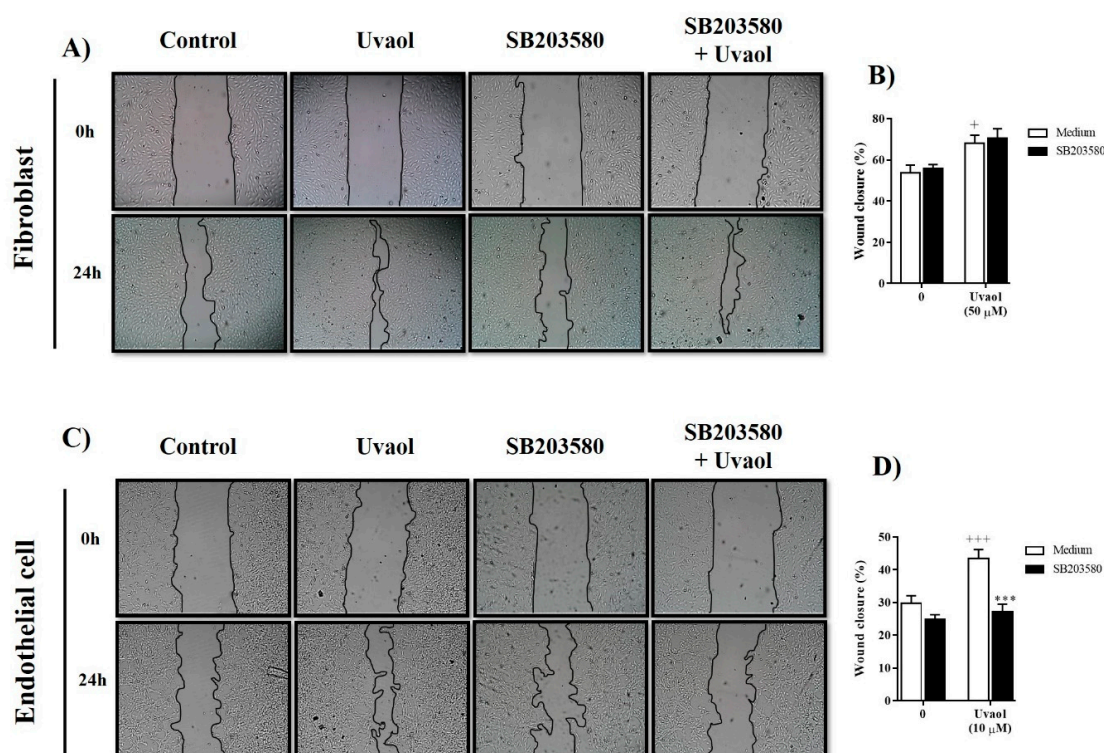 A)
Control Uvaol SB203580 SB203580
+ Uvaol
Fibroblast
0h
24h
B)
Wound closure (%)
80
60
40
20
0
+
Medium
SB203580
0 Uvaol
(50 µM)
C)
Control Uvaol SB203580 SB203580
+ Uvaol
Endothelial cell
0h
24h
D)
Wound closure (%)
50
40
30
20
10
0
+++
***
Medium
SB203580
0 Uvaol
(10 µM)